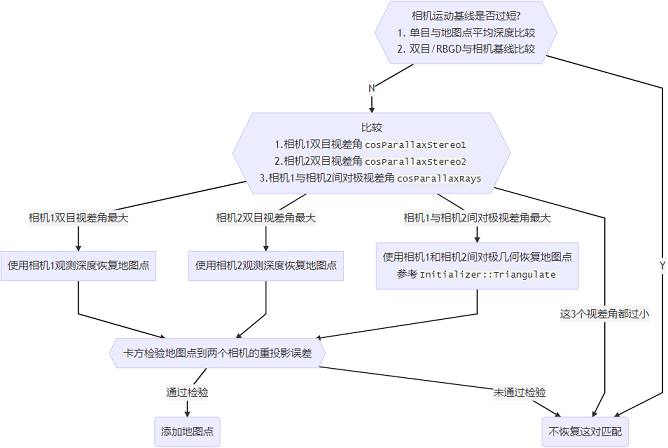 相机运动基线是否过短?
1. 单目与地图点平均深度比较
2. 双目/RBGD与相机基线比较
N
比较
1.相机1双目视差角 cosParallaxStereo1
2.相机2双目视差角 cosParallaxStereo2
3.相机1与相机2间对极视差角 cosParallaxRays
相机1双目视差角最大
相机2双目视差角最大
相机1与相机2间对极视差角最大
Y
使用相机1观测深度恢复地图点
使用相机2观测深度恢复地图点
使用相机1和相机2间对极几何恢复地图点
参考 Initializer::Triangulate
这3个视差角都过小
卡方检验地图点到两个相机的重投影误差
通过检验
未通过检验
添加地图点
不恢复这对匹配